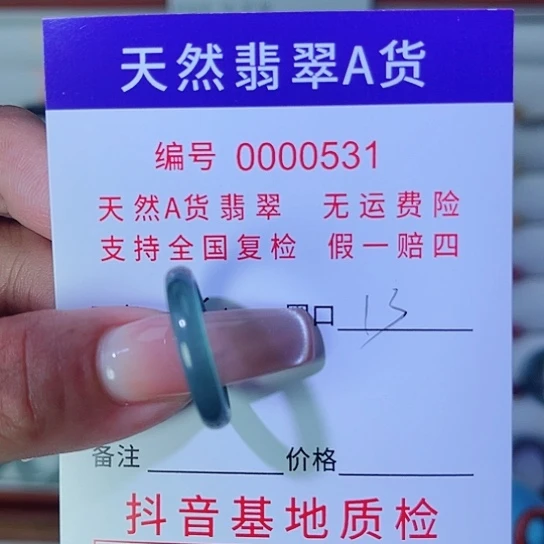 天然翡翠A货
编号 0000531
天然A货翡翠 无运费险
支持全国复检 假一赔四
口 13
备注 价格
抖音基地质检